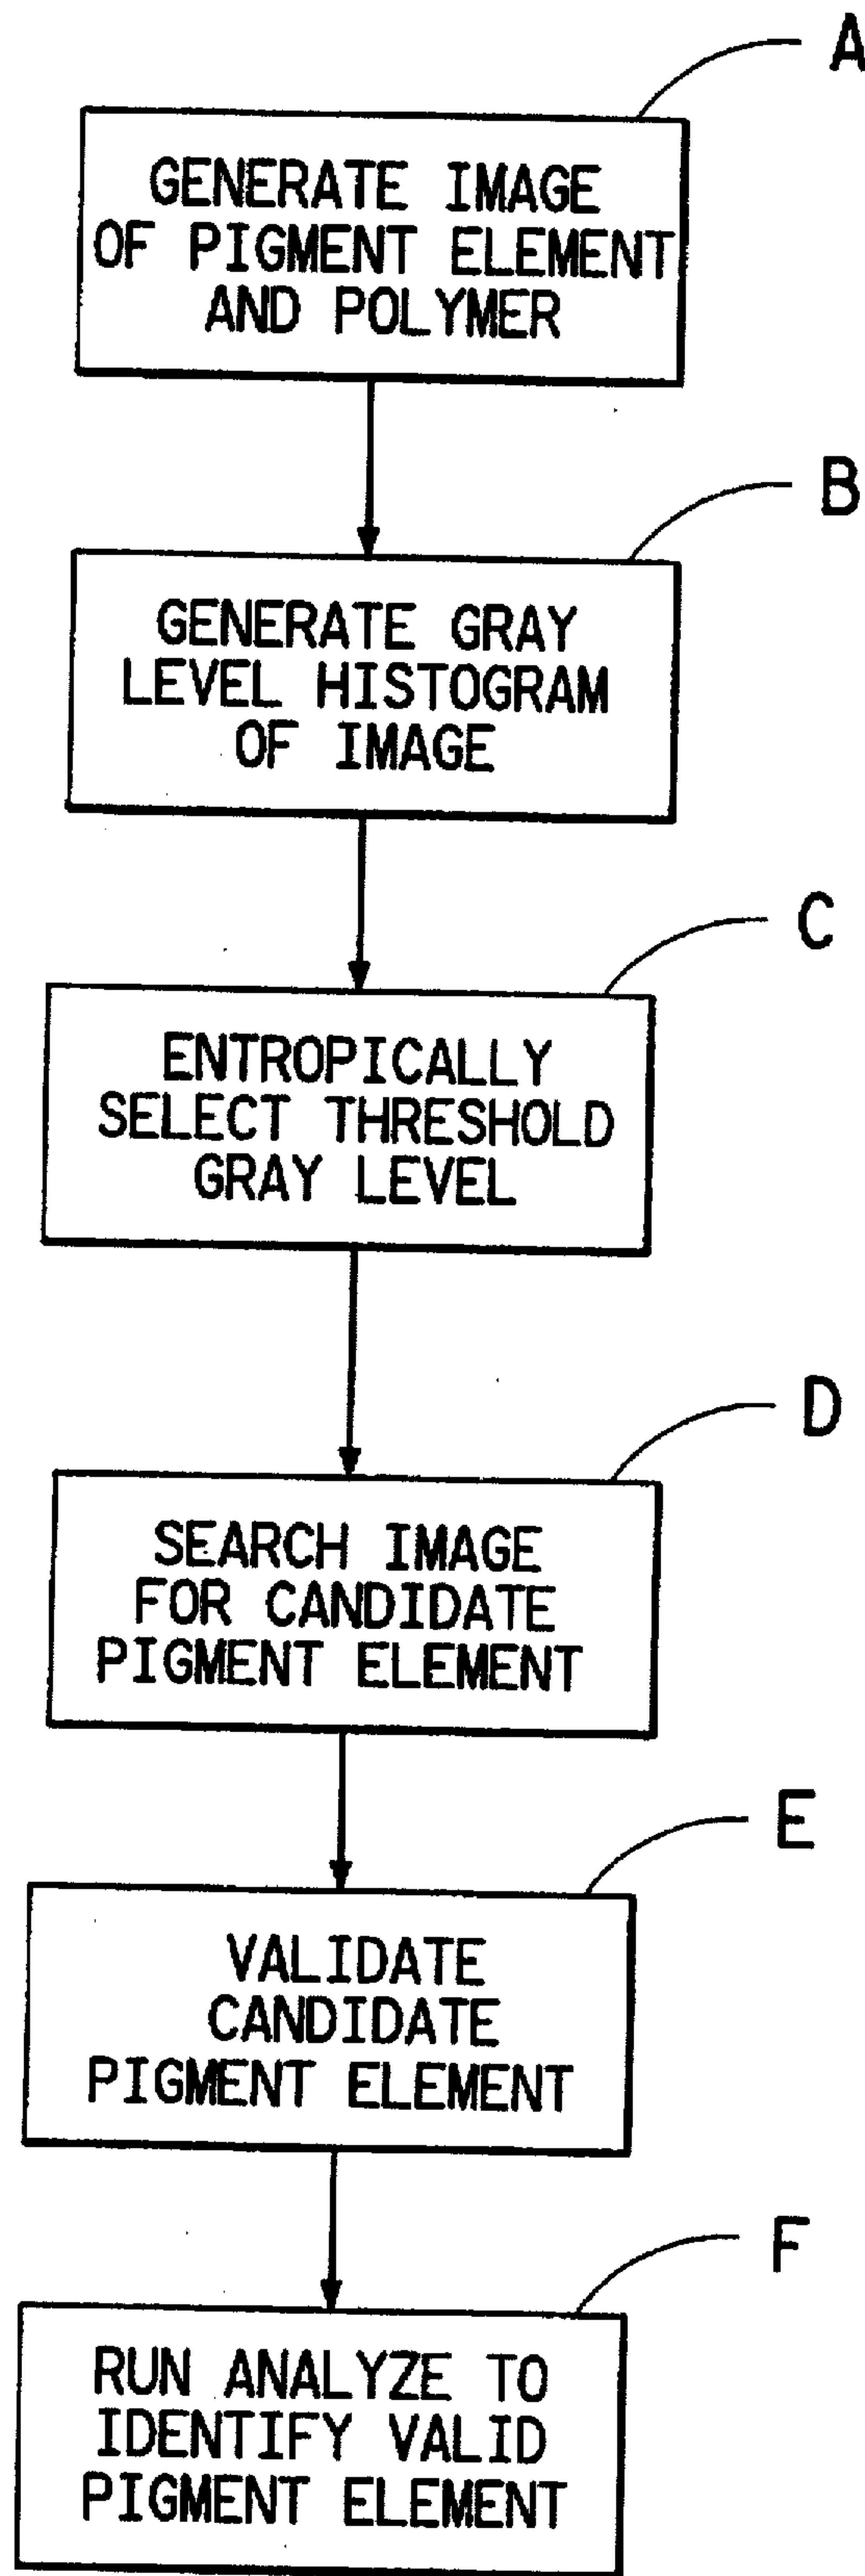 A
GENERATE IMAGE
OF PIGMENT ELEMENT
AND POLYMER
B
GENERATE GRAY
LEVEL HISTOGRAM
OF IMAGE
C
ENTROPICALLY
SELECT THRESHOLD
GRAY LEVEL
D
SEARCH IMAGE
FOR CANDIDATE
PIGMENT ELEMENT
E
VALIDATE
CANDIDATE
PIGMENT ELEMENT
F
RUN ANALYZE TO
IDENTIFY VALID
PIGMENT ELEMENT